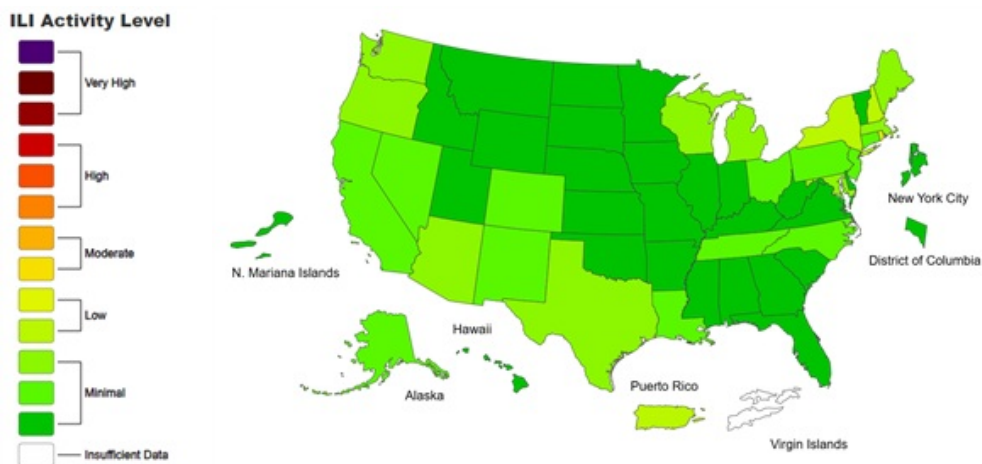 ILI Activity Level
Very High
High
Moderate
Low
Minimal
Insufficient Data
New York City
District of Columbia
N. Mariana Islands
Hawaii
Alaska
Puerto Rico
Virgin Islands